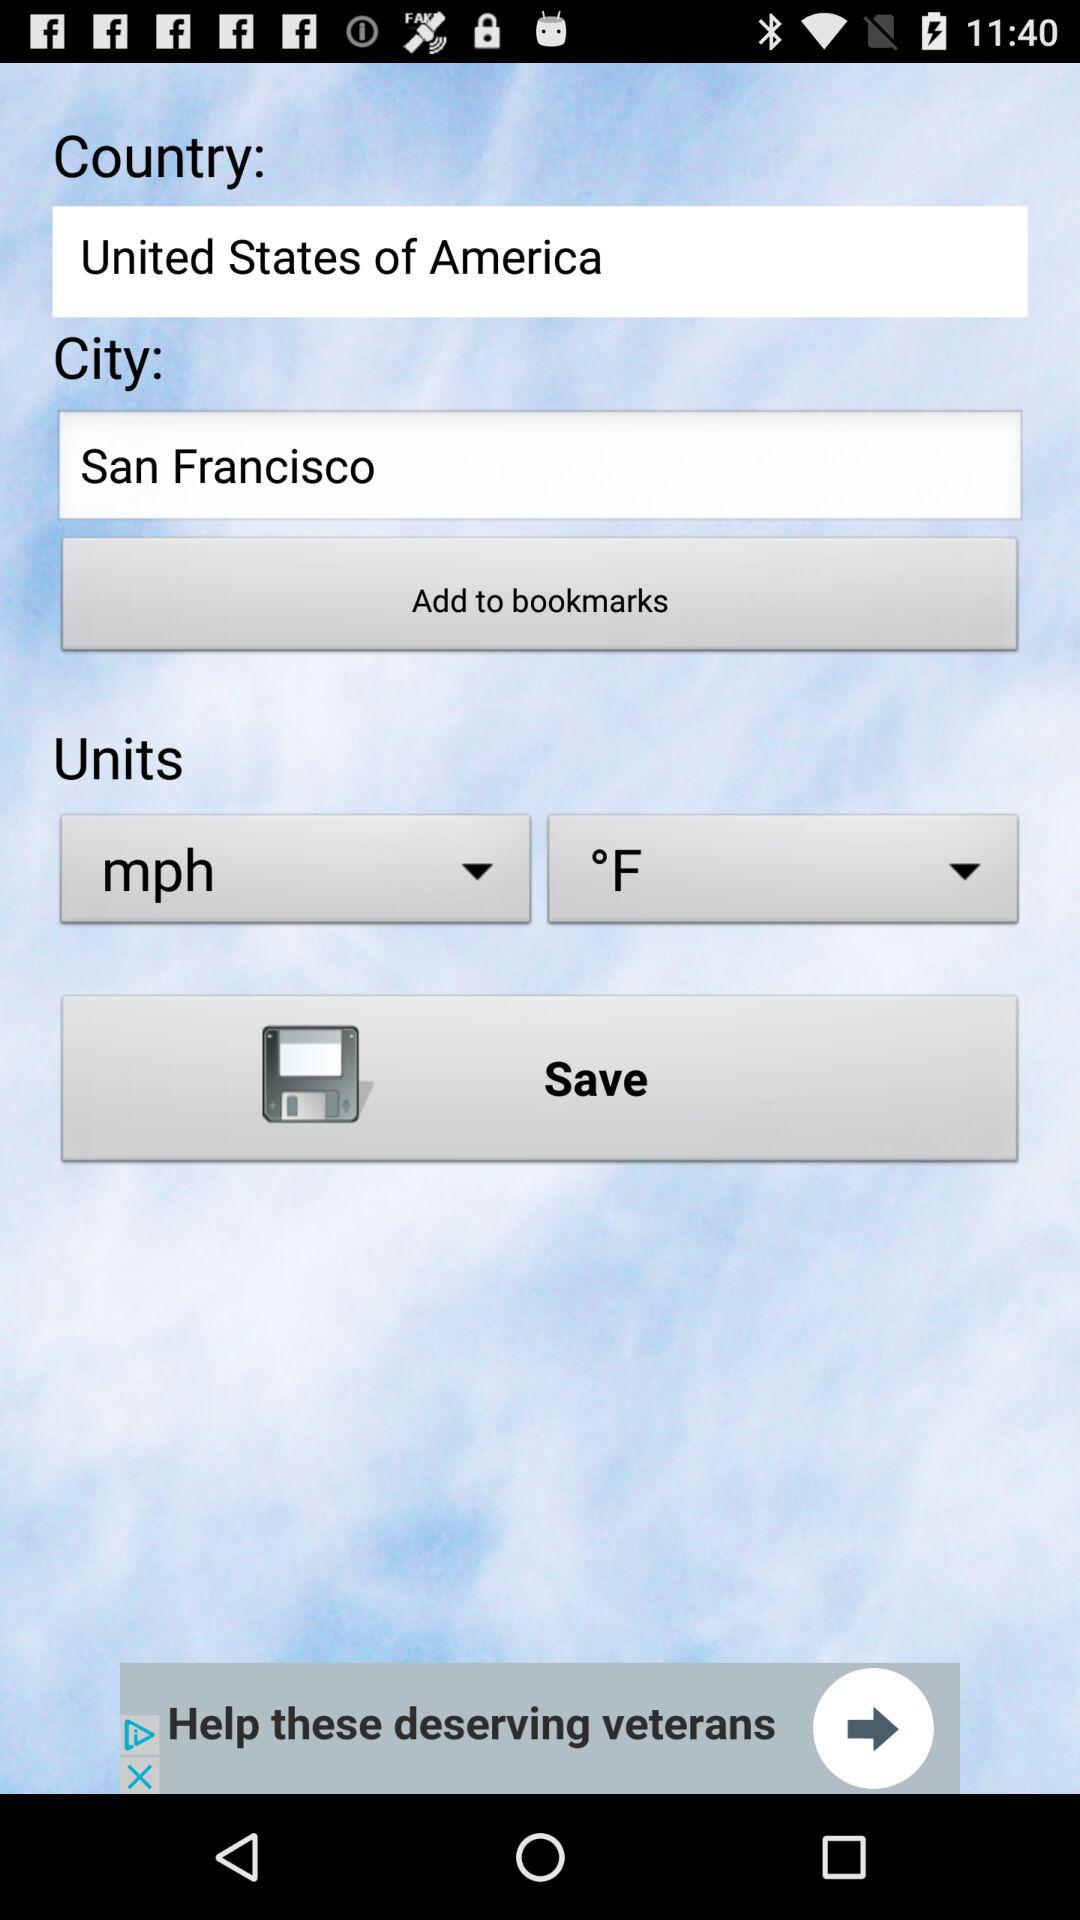 FAKE
11:40
Country:
United States of America
City:
San Francisco
Add to bookmarks
Units
mph
°F
Save
Help these deserving veterans